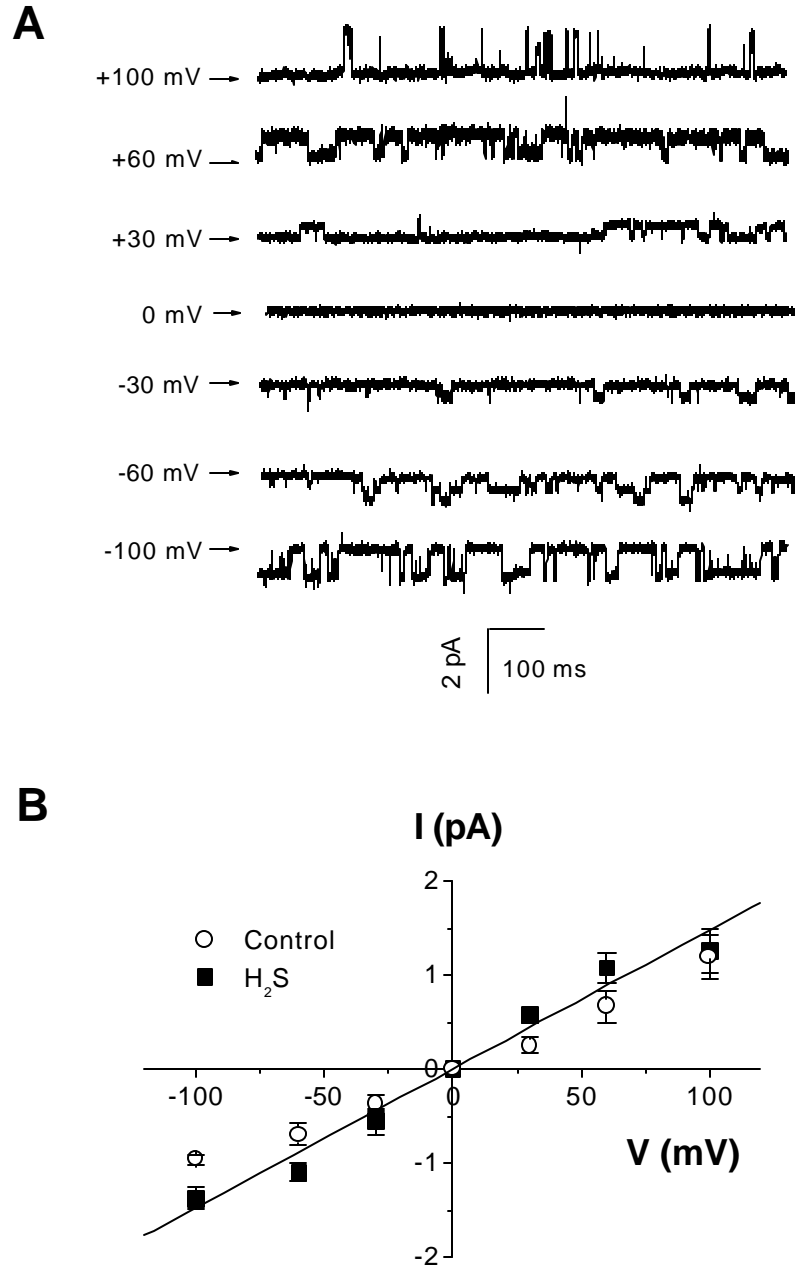 A
+100 mV
+60 mV
+30 mV
0 mV
-30 mV
-60 mV
-100 mV
2 pA
100 ms
B
I (pA)
2
Control
H₂S
1
0
-100
-50
0
50
100
V (mV)
-1
-2